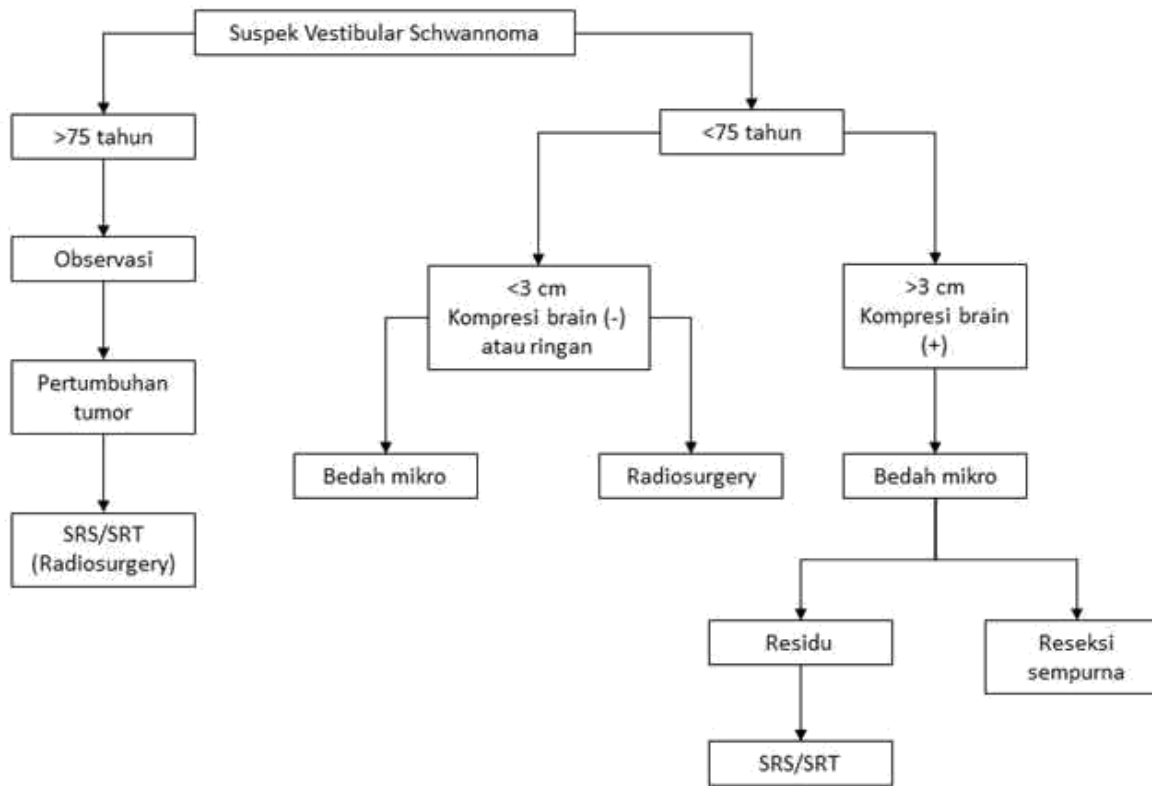 Suspek Vestibular Schwannoma
>75 tahun
<75 tahun
Observasi
<3 cm
Kompresi brain (-)
atau ringan
>3 cm
Kompresi brain
(+)
Pertumbuhan
tumor
Bedah mikro
Radiosurgery
Bedah mikro
SRS/SRT
(Radiosurgery)
Residu
Reseksi
sempurna
SRS/SRT